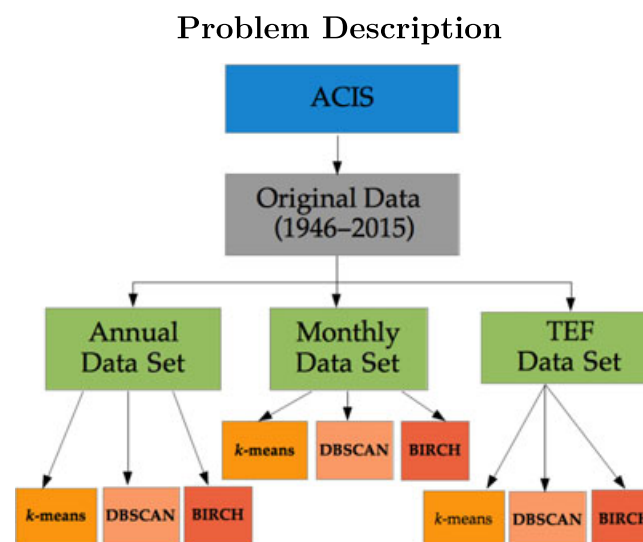 Problem Description
ACIS
Original Data
(1946–2015)
Annual
Data Set
Monthly
Data Set
TEF
Data Set
k-means
DBSCAN
BIRCH
k-means
DBSCAN
BIRCH
k-means
DBSCAN
BIRCH